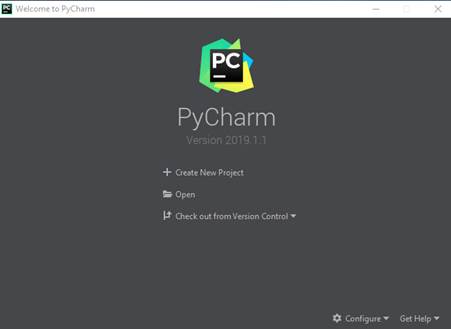 Welcome to PyCharm
PC
PyCharm
Version 2019.1.1
Create New Project
Open
Check out from Version Control
Configure Get Help